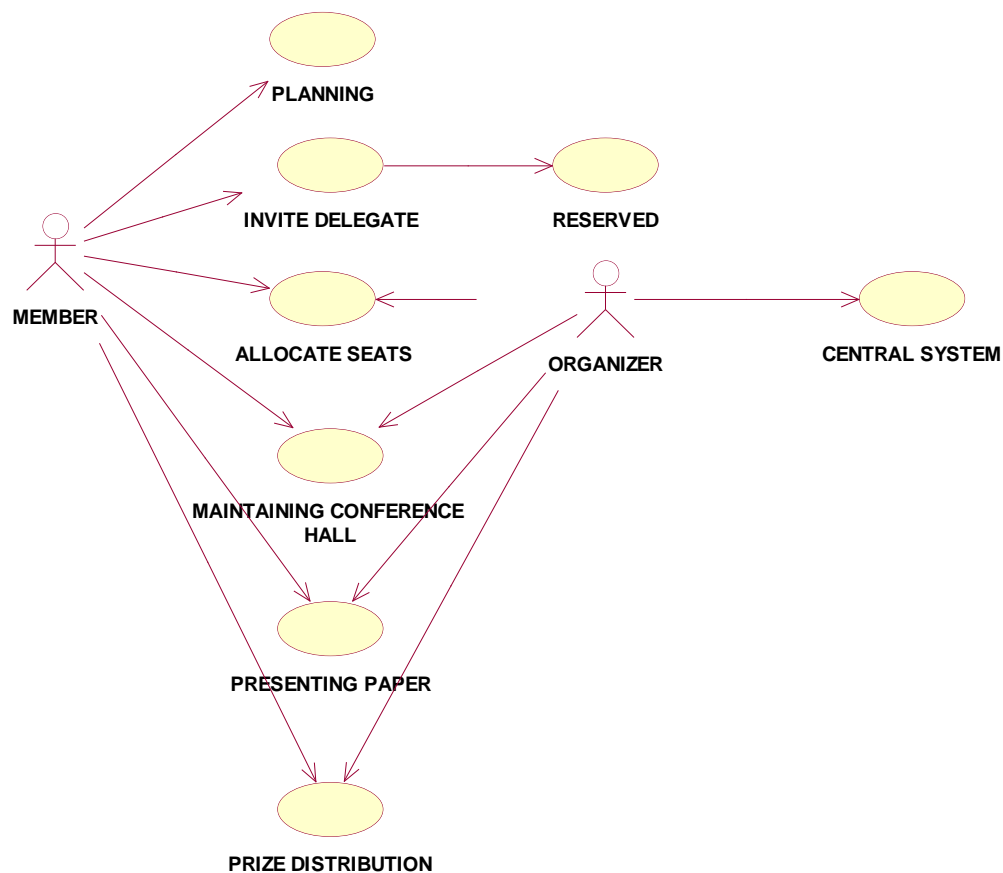 PLANNING
INVITE DELEGATE
RESERVED
MEMBER
ALLOCATE SEATS
ORGANIZER
CENTRAL SYSTEM
MAINTAINING CONFERENCE
HALL
PRESENTING PAPER
PRIZE DISTRIBUTION